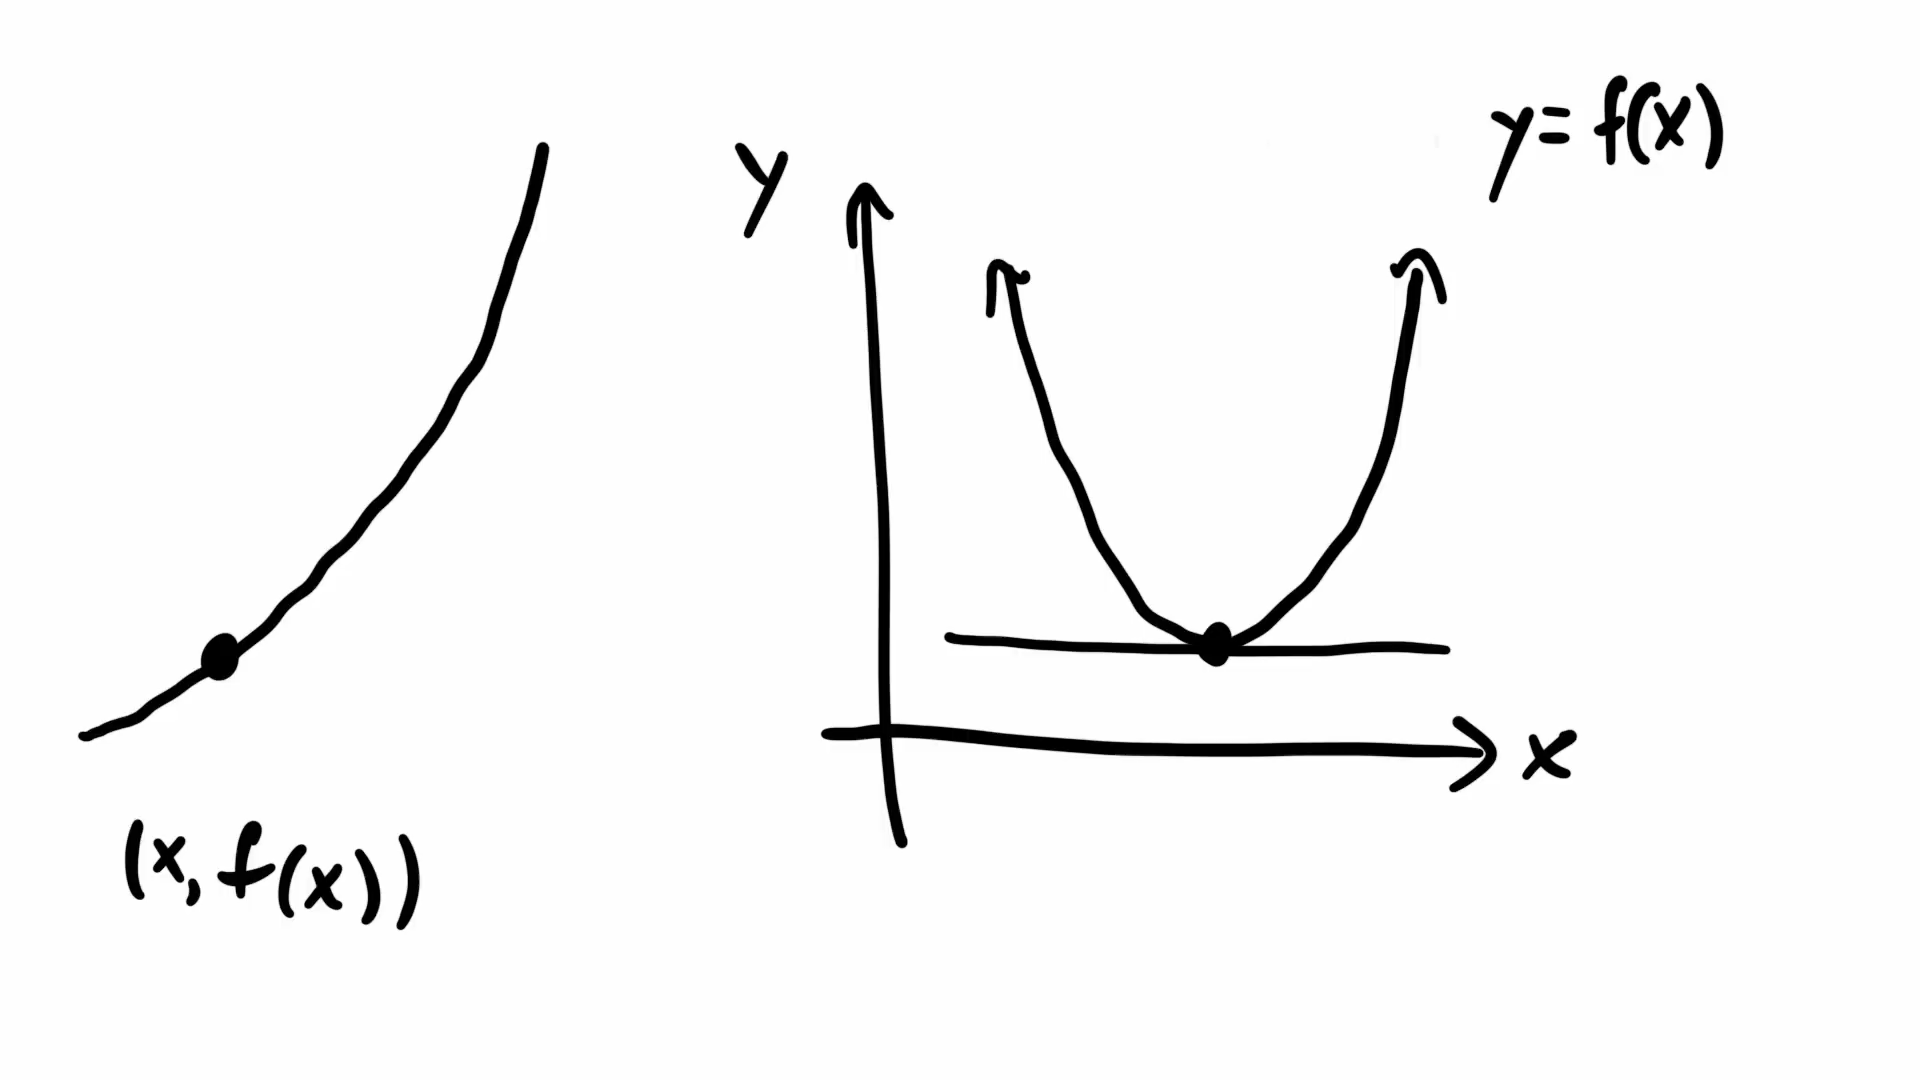 y = f(x)
y
x
(x, f(x))